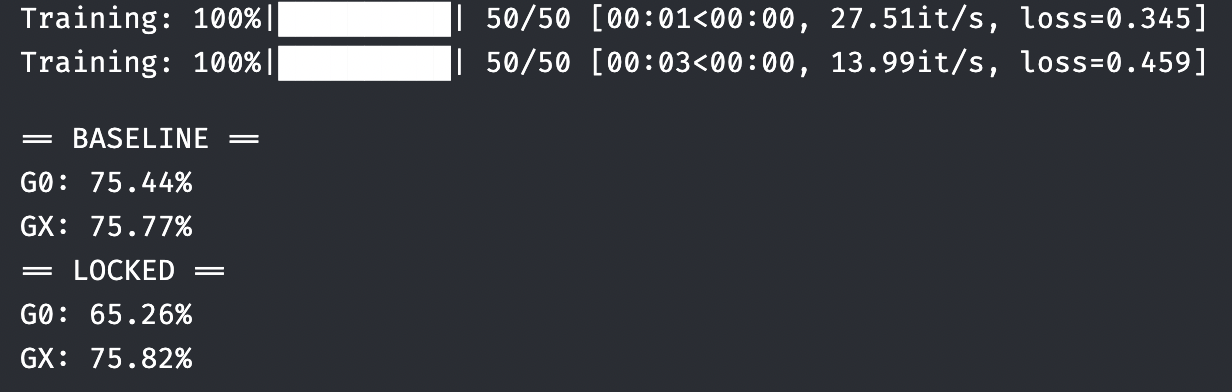 Training: 100%|██████████| 50/50 [00:01<00:00, 27.51it/s, loss=0.345]
Training: 100%|██████████| 50/50 [00:03<00:00, 13.99it/s, loss=0.459]
== BASELINE ==
G0: 75.44%
GX: 75.77%
== LOCKED ==
G0: 65.26%
GX: 75.82%